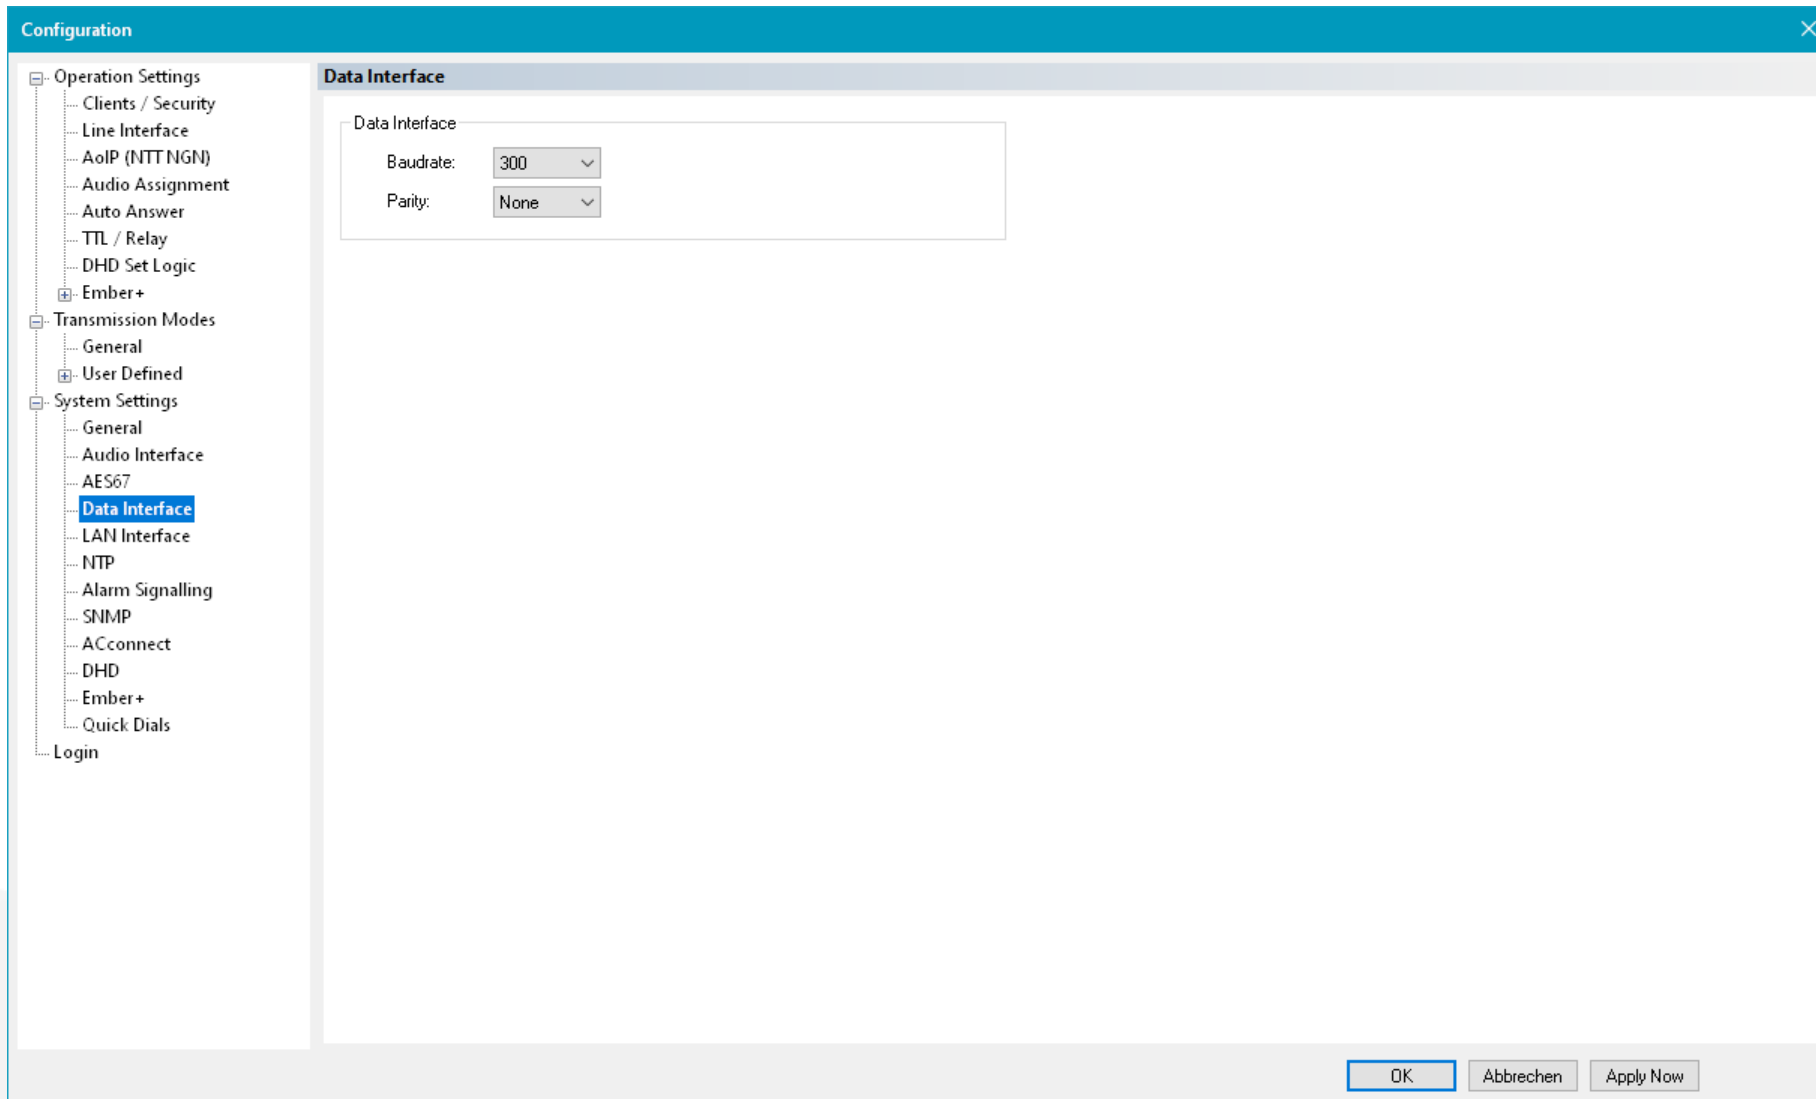 Configuration
Operation Settings
Clients / Security
Line Interface
AoIP (NTT NGN)
Audio Assignment
Auto Answer
TTL / Relay
DHD Set Logic
Ember+
Transmission Modes
General
User Defined
System Settings
General
Audio Interface
AES67
Data Interface
LAN Interface
NTP
Alarm Signalling
SNMP
ACconnect
DHD
Ember+
Quick Dials
Login
Data Interface
Data Interface
Baudrate: 300
Parity: None
OK Abbrechen Apply Now